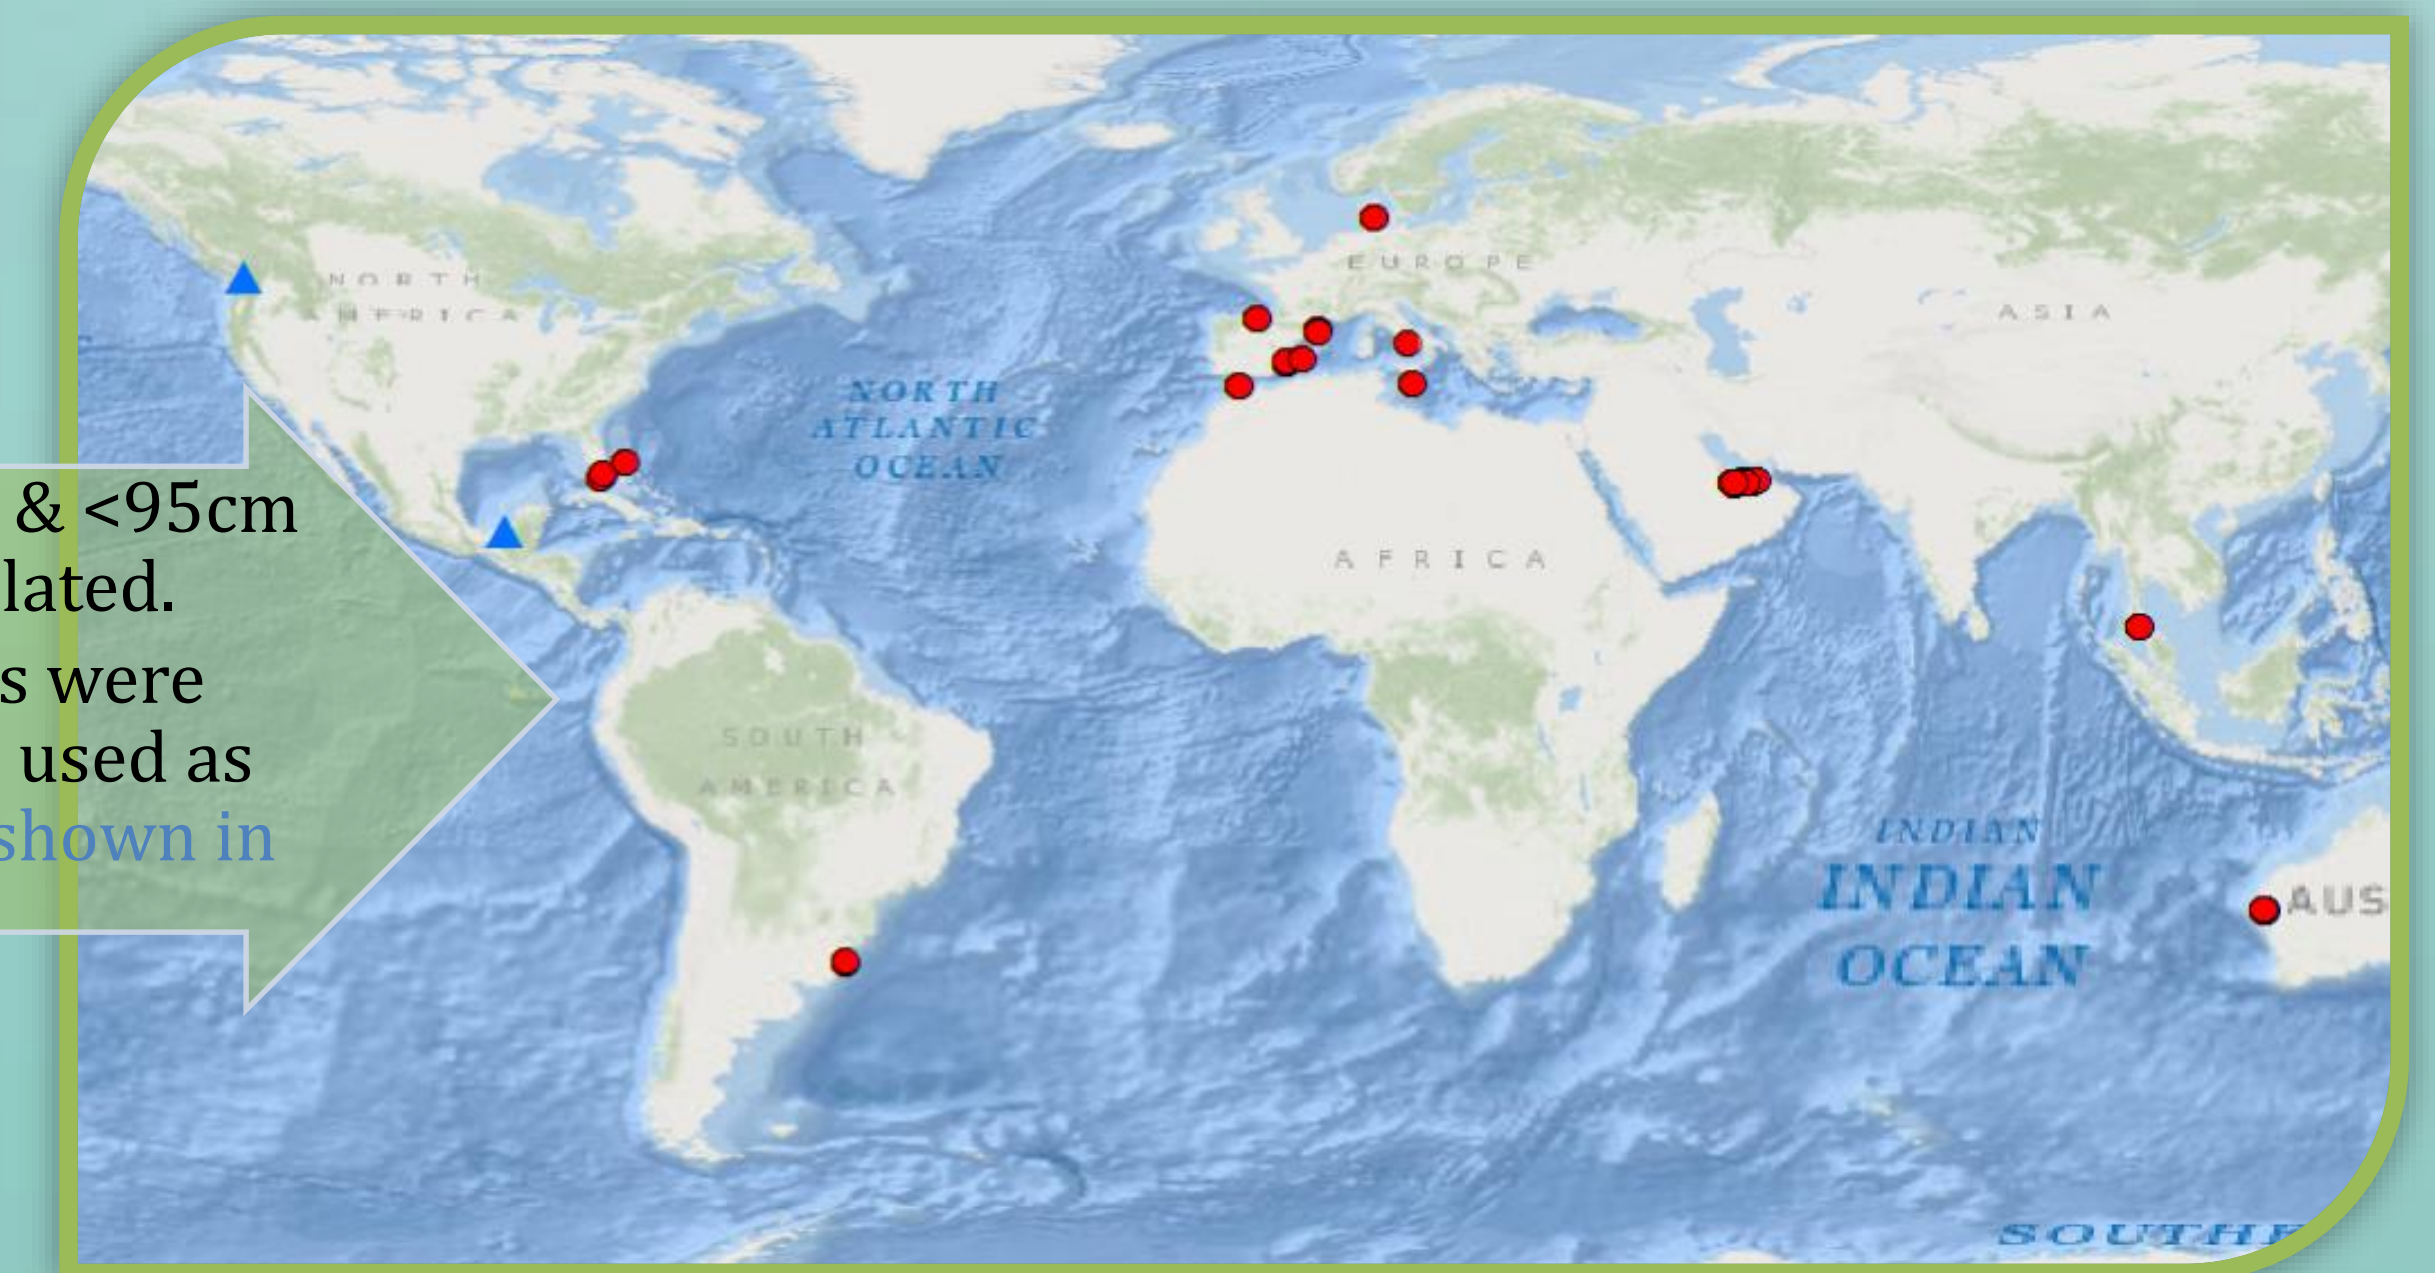 & <95cm
lated.
s were
used as
shown in
NORTH
AMERICA
NORTH
ATLANTIC
OCEAN
EUROPE
ASIA
AFRICA
SOUTH
AMERICA
INDIAN
INDIAN
OCEAN
AUS
SOUTHE